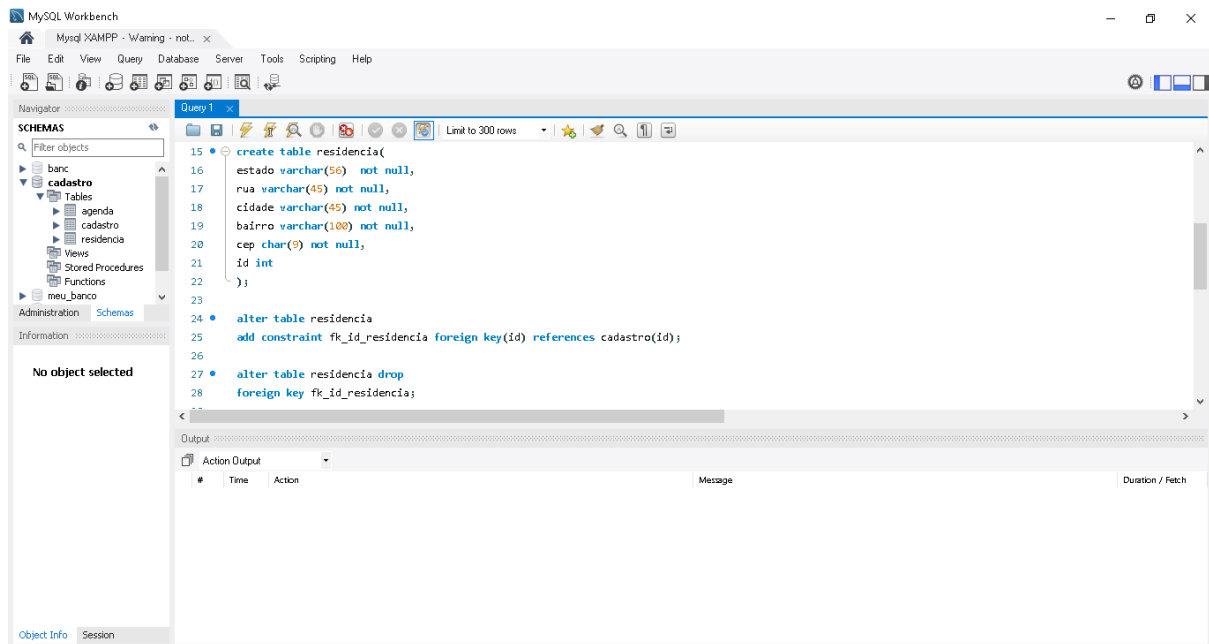 MySQL Workbench
Mysql XAMPP - Warning - not...
File Edit View Query Database Server Tools Scripting Help
Navigator
Query 1
SCHEMAS
Limit to 300 rows
Filter objects
banc
cadastro
Tables
agenda
cadastro
residencia
Views
Stored Procedures
Functions
meu_banco
Administration Schemas
Information
No object selected
15 create table residencia(
16 estado varchar(56)  not null,
17 rua varchar(45) not null,
18 cidade varchar(45) not null,
19 bairro varchar(100) not null,
20 cep char(9) not null,
21 id int
22 );
23
24 alter table residencia
25 add constraint fk_id_residencia foreign key(id) references cadastro(id);
26
27 alter table residencia drop
28 foreign key fk_id_residencia;
Output
Action Output
# Time Action Message Duration / Fetch
Object Info Session